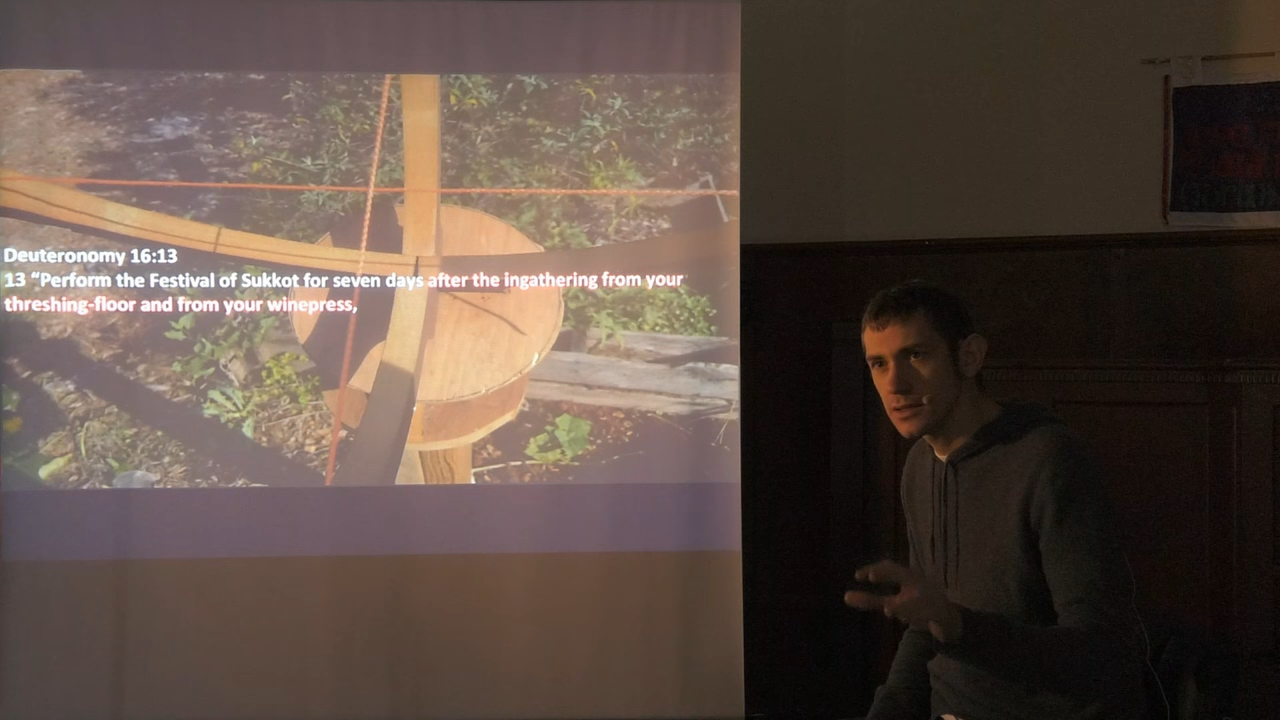 Deuteronomy 16:13
13 “Perform the Festival of Sukkot for seven days after the ingathering from your
threshing-floor and from your winepress,